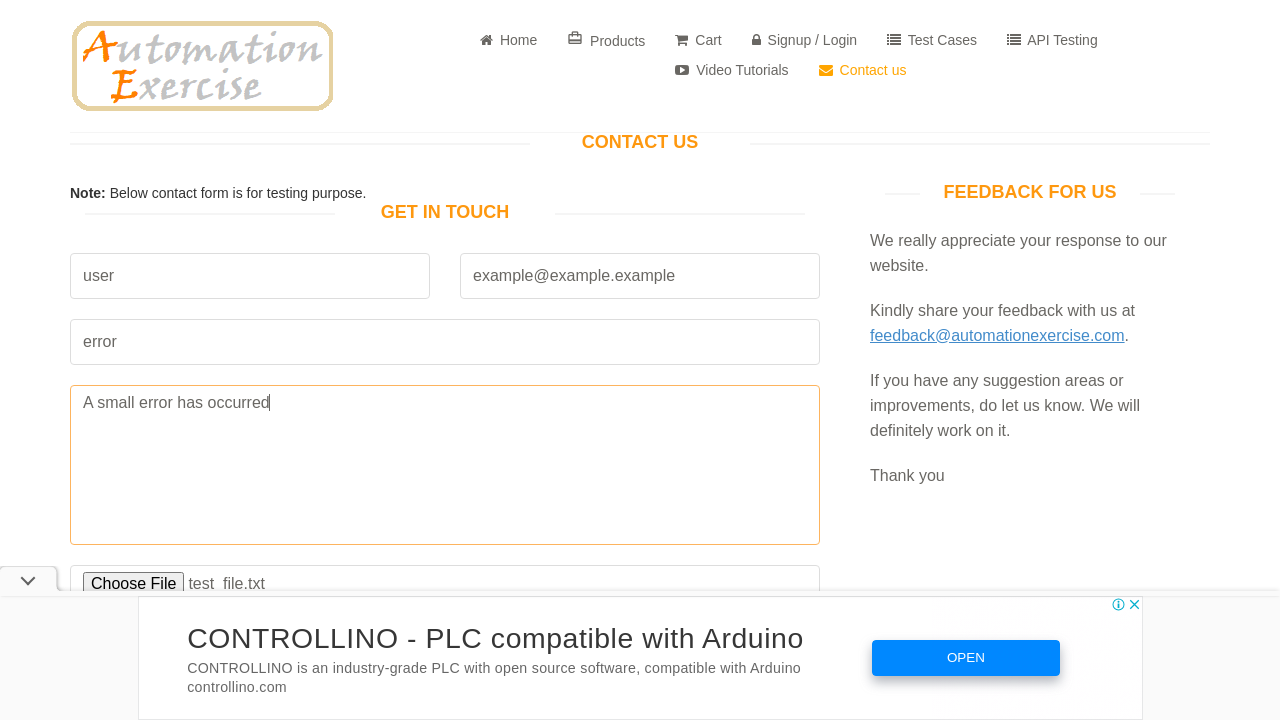 Automation
Exercise
Home
Products
Cart
Signup / Login
Test Cases
API Testing
Video Tutorials
Contact us
CONTACT US
Note: Below contact form is for testing purpose.
GET IN TOUCH
user
example@example.example
error
A small error has occurred
Choose File test_file.txt
FEEDBACK FOR US
We really appreciate your response to our
website.
Kindly share your feedback with us at
feedback@automationexercise.com.
If you have any suggestion areas or
improvements, do let us know. We will
definitely work on it.
Thank you
CONTROLLINO - PLC compatible with Arduino
CONTROLLINO is an industry-grade PLC with open source software, compatible with Arduino
controllino.com
OPEN